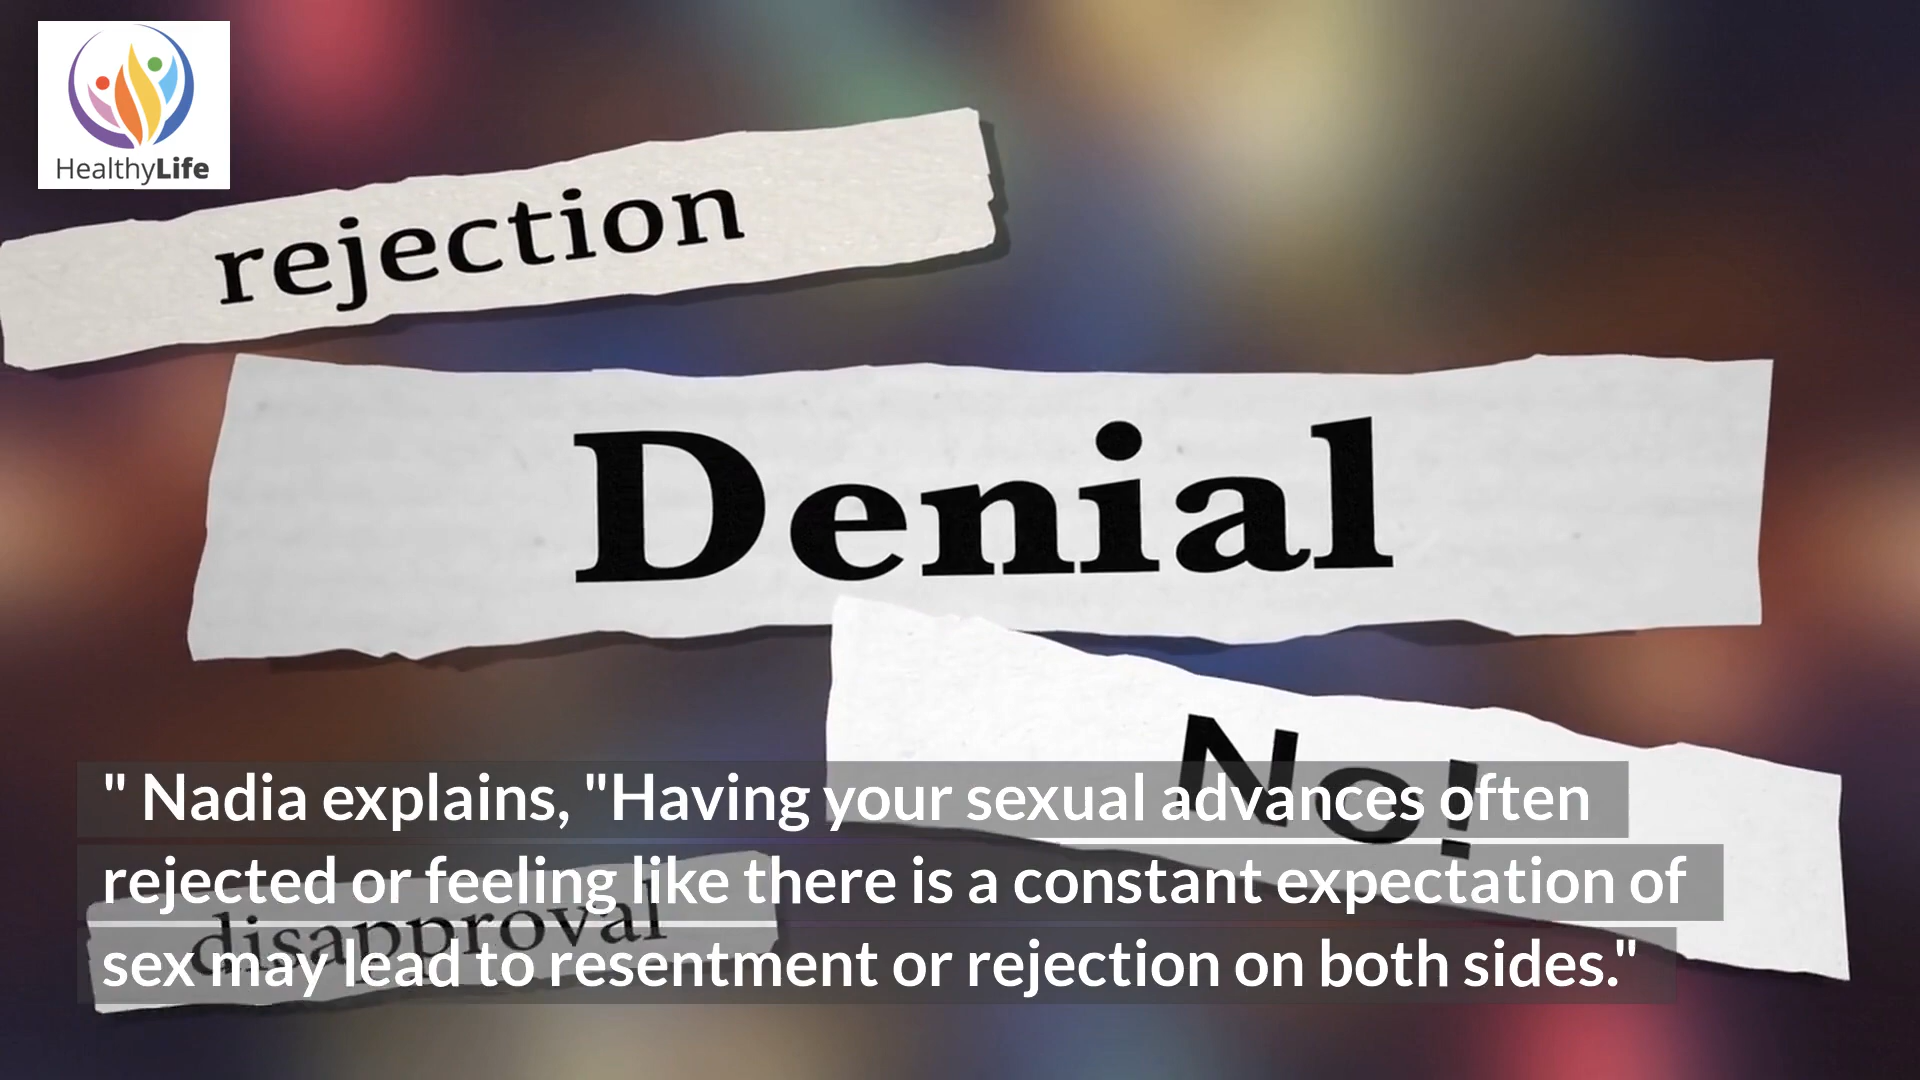 HealthyLife
rejection
Denial
No!
" Nadia explains, "Having your sexual advances often
rejected or feeling like there is a constant expectation of
sex may lead to resentment or rejection on both sides."
disapproval